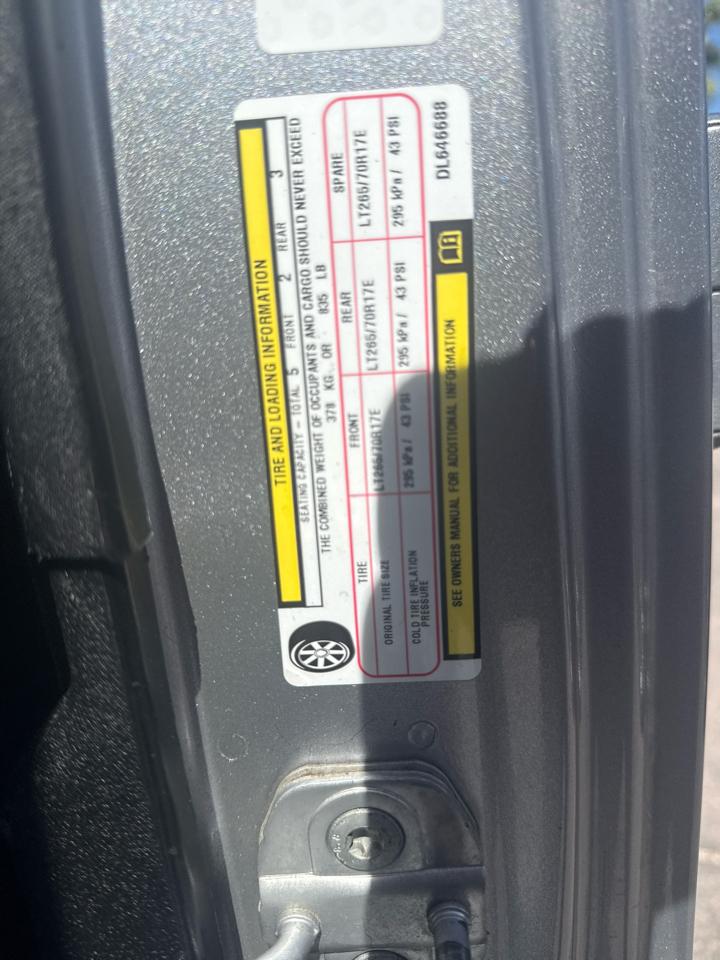 TIRE AND LOADING INFORMATION
SEATING CAPACITY – TOTAL 5 FRONT 2 REAR 3
THE COMBINED WEIGHT OF OCCUPANTS AND CARGO SHOULD NEVER EXCEED
378 KG. OR 835 LB
TIRE FRONT REAR SPARE
ORIGINAL TIRE SIZE LT265/70R17E LT265/70R17E LT265/70R17E
COLD TIRE INFLATION PRESSURE 295 kPa / 43 PSI 295 kPa / 43 PSI 295 kPa / 43 PSI
SEE OWNERS MANUAL FOR ADDITIONAL INFORMATION DL646688